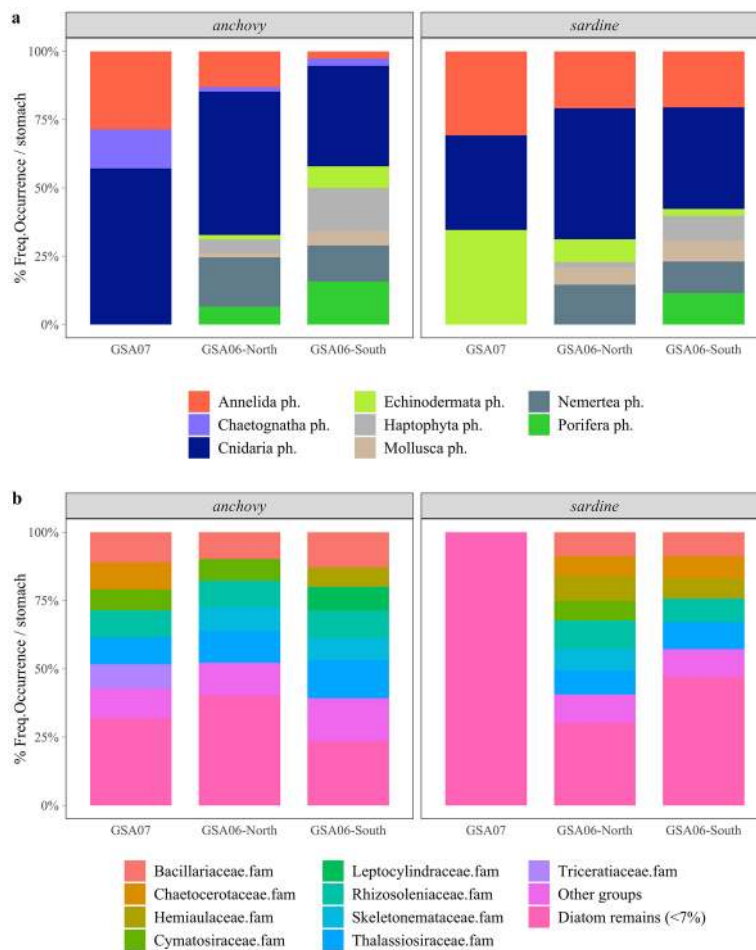 a
anchovy
sardine
% Freq.Occurrence / stomach
100%
75%
50%
25%
0%
GSA07 GSA06-North GSA06-South
GSA07 GSA06-North GSA06-South
Annelida ph. Echinodermata ph. Nemertea ph.
Chaetognatha ph. Haptophyta ph. Porifera ph.
Cnidaria ph. Mollusca ph.
b
anchovy
sardine
% Freq.Occurrence / stomach
100%
75%
50%
25%
0%
GSA07 GSA06-North GSA06-South
GSA07 GSA06-North GSA06-South
Bacillariaceae.fam Leptocylindraceae.fam Triceratiaceae.fam
Chaetocerotaceae.fam Rhizosoleniaceae.fam Other groups
Hemiaulaceae.fam Skeletonemataceae.fam Diatom remains (<7%)
Cymatosiraceae.fam Thalassiosiraceae.fam